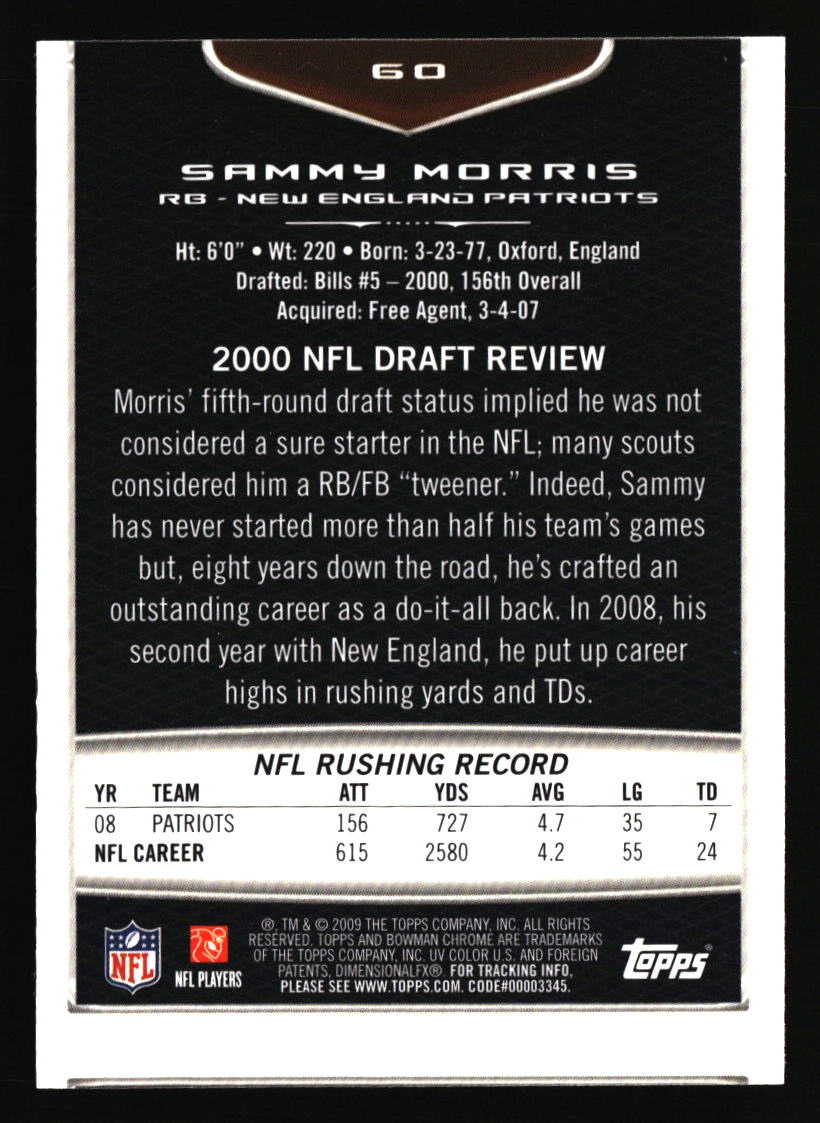 60
SAMMY MORRIS
RB - NEW ENGLAND PATRIOTS
Ht: 6'0" • Wt: 220 • Born: 3-23-77, Oxford, England
Drafted: Bills #5 – 2000, 156th Overall
Acquired: Free Agent, 3-4-07
2000 NFL DRAFT REVIEW
Morris' fifth-round draft status implied he was not
considered a sure starter in the NFL; many scouts
considered him a RB/FB “tweener.” Indeed, Sammy
has never started more than half his team's games
but, eight years down the road, he's crafted an
outstanding career as a do-it-all back. In 2008, his
second year with New England, he put up career
highs in rushing yards and TDs.
NFL RUSHING RECORD
YR TEAM ATT YDS AVG LG TD
08 PATRIOTS 156 727 4.7 35 7
NFL CAREER 615 2580 4.2 55 24
®, TM & © 2009 THE TOPPS COMPANY, INC. ALL RIGHTS
RESERVED. TOPPS AND BOWMAN CHROME ARE TRADEMARKS
OF THE TOPPS COMPANY, INC. UV COLOR U.S. AND FOREIGN
PATENTS, DIMENSIONALFX®. FOR TRACKING INFO,
PLEASE SEE WWW.TOPPS.COM. CODE#00003345.
NFL
NFL PLAYERS
Topps®